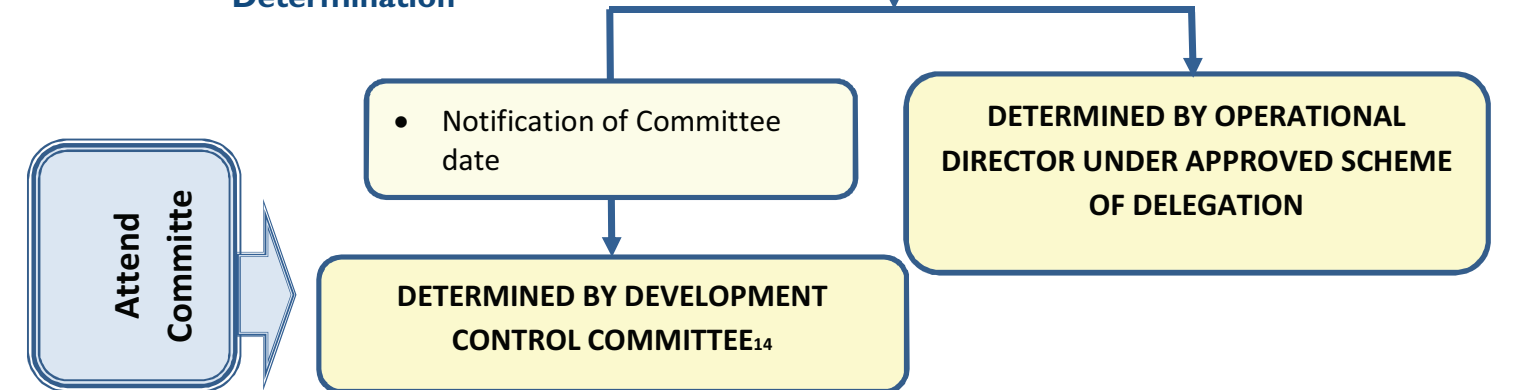 Determination
• Notification of Committee
date
DETERMINED BY OPERATIONAL
DIRECTOR UNDER APPROVED SCHEME
OF DELEGATION
Attend
Committe
DETERMINED BY DEVELOPMENT
CONTROL COMMITTEE14